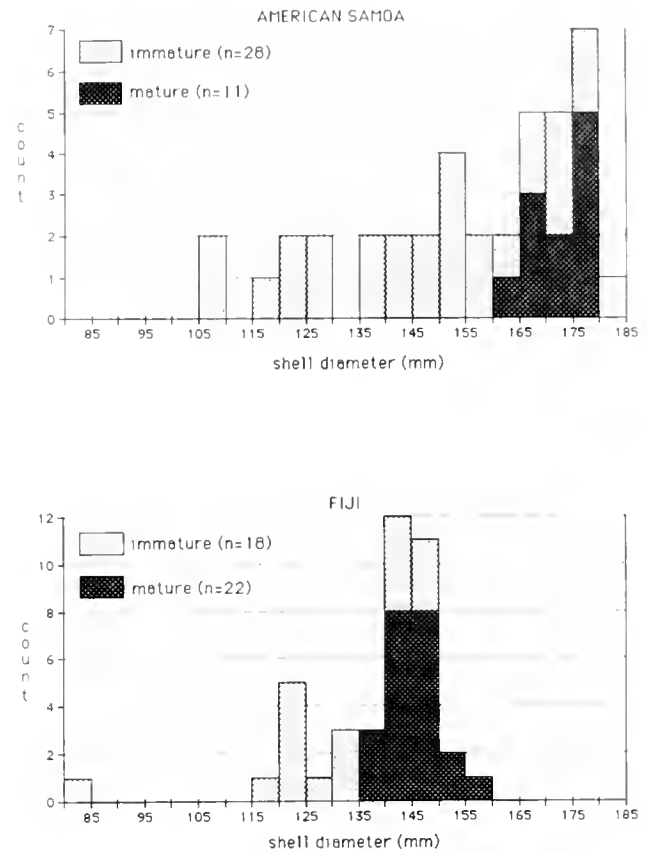 AMERICAN SAMOA
7
6
5
4
3
2
1
0
count
immature (n=28)
mature (n=11)
85 95 105 115 125 135 145 155 165 175 185
shell diameter (mm)
FIJI
12
10
8
6
4
2
0
count
immature (n=18)
mature (n=22)
85 95 105 115 125 135 145 155 165 175 185
shell diameter (mm)